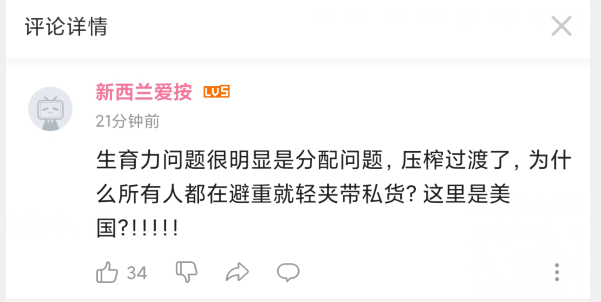 评论详情
新西兰爱按 LV5
21分钟前
生育力问题很明显是分配问题，压榨过渡了，为什
么所有人都在避重就轻夹带私货? 这里是美
国?!!!!!
34